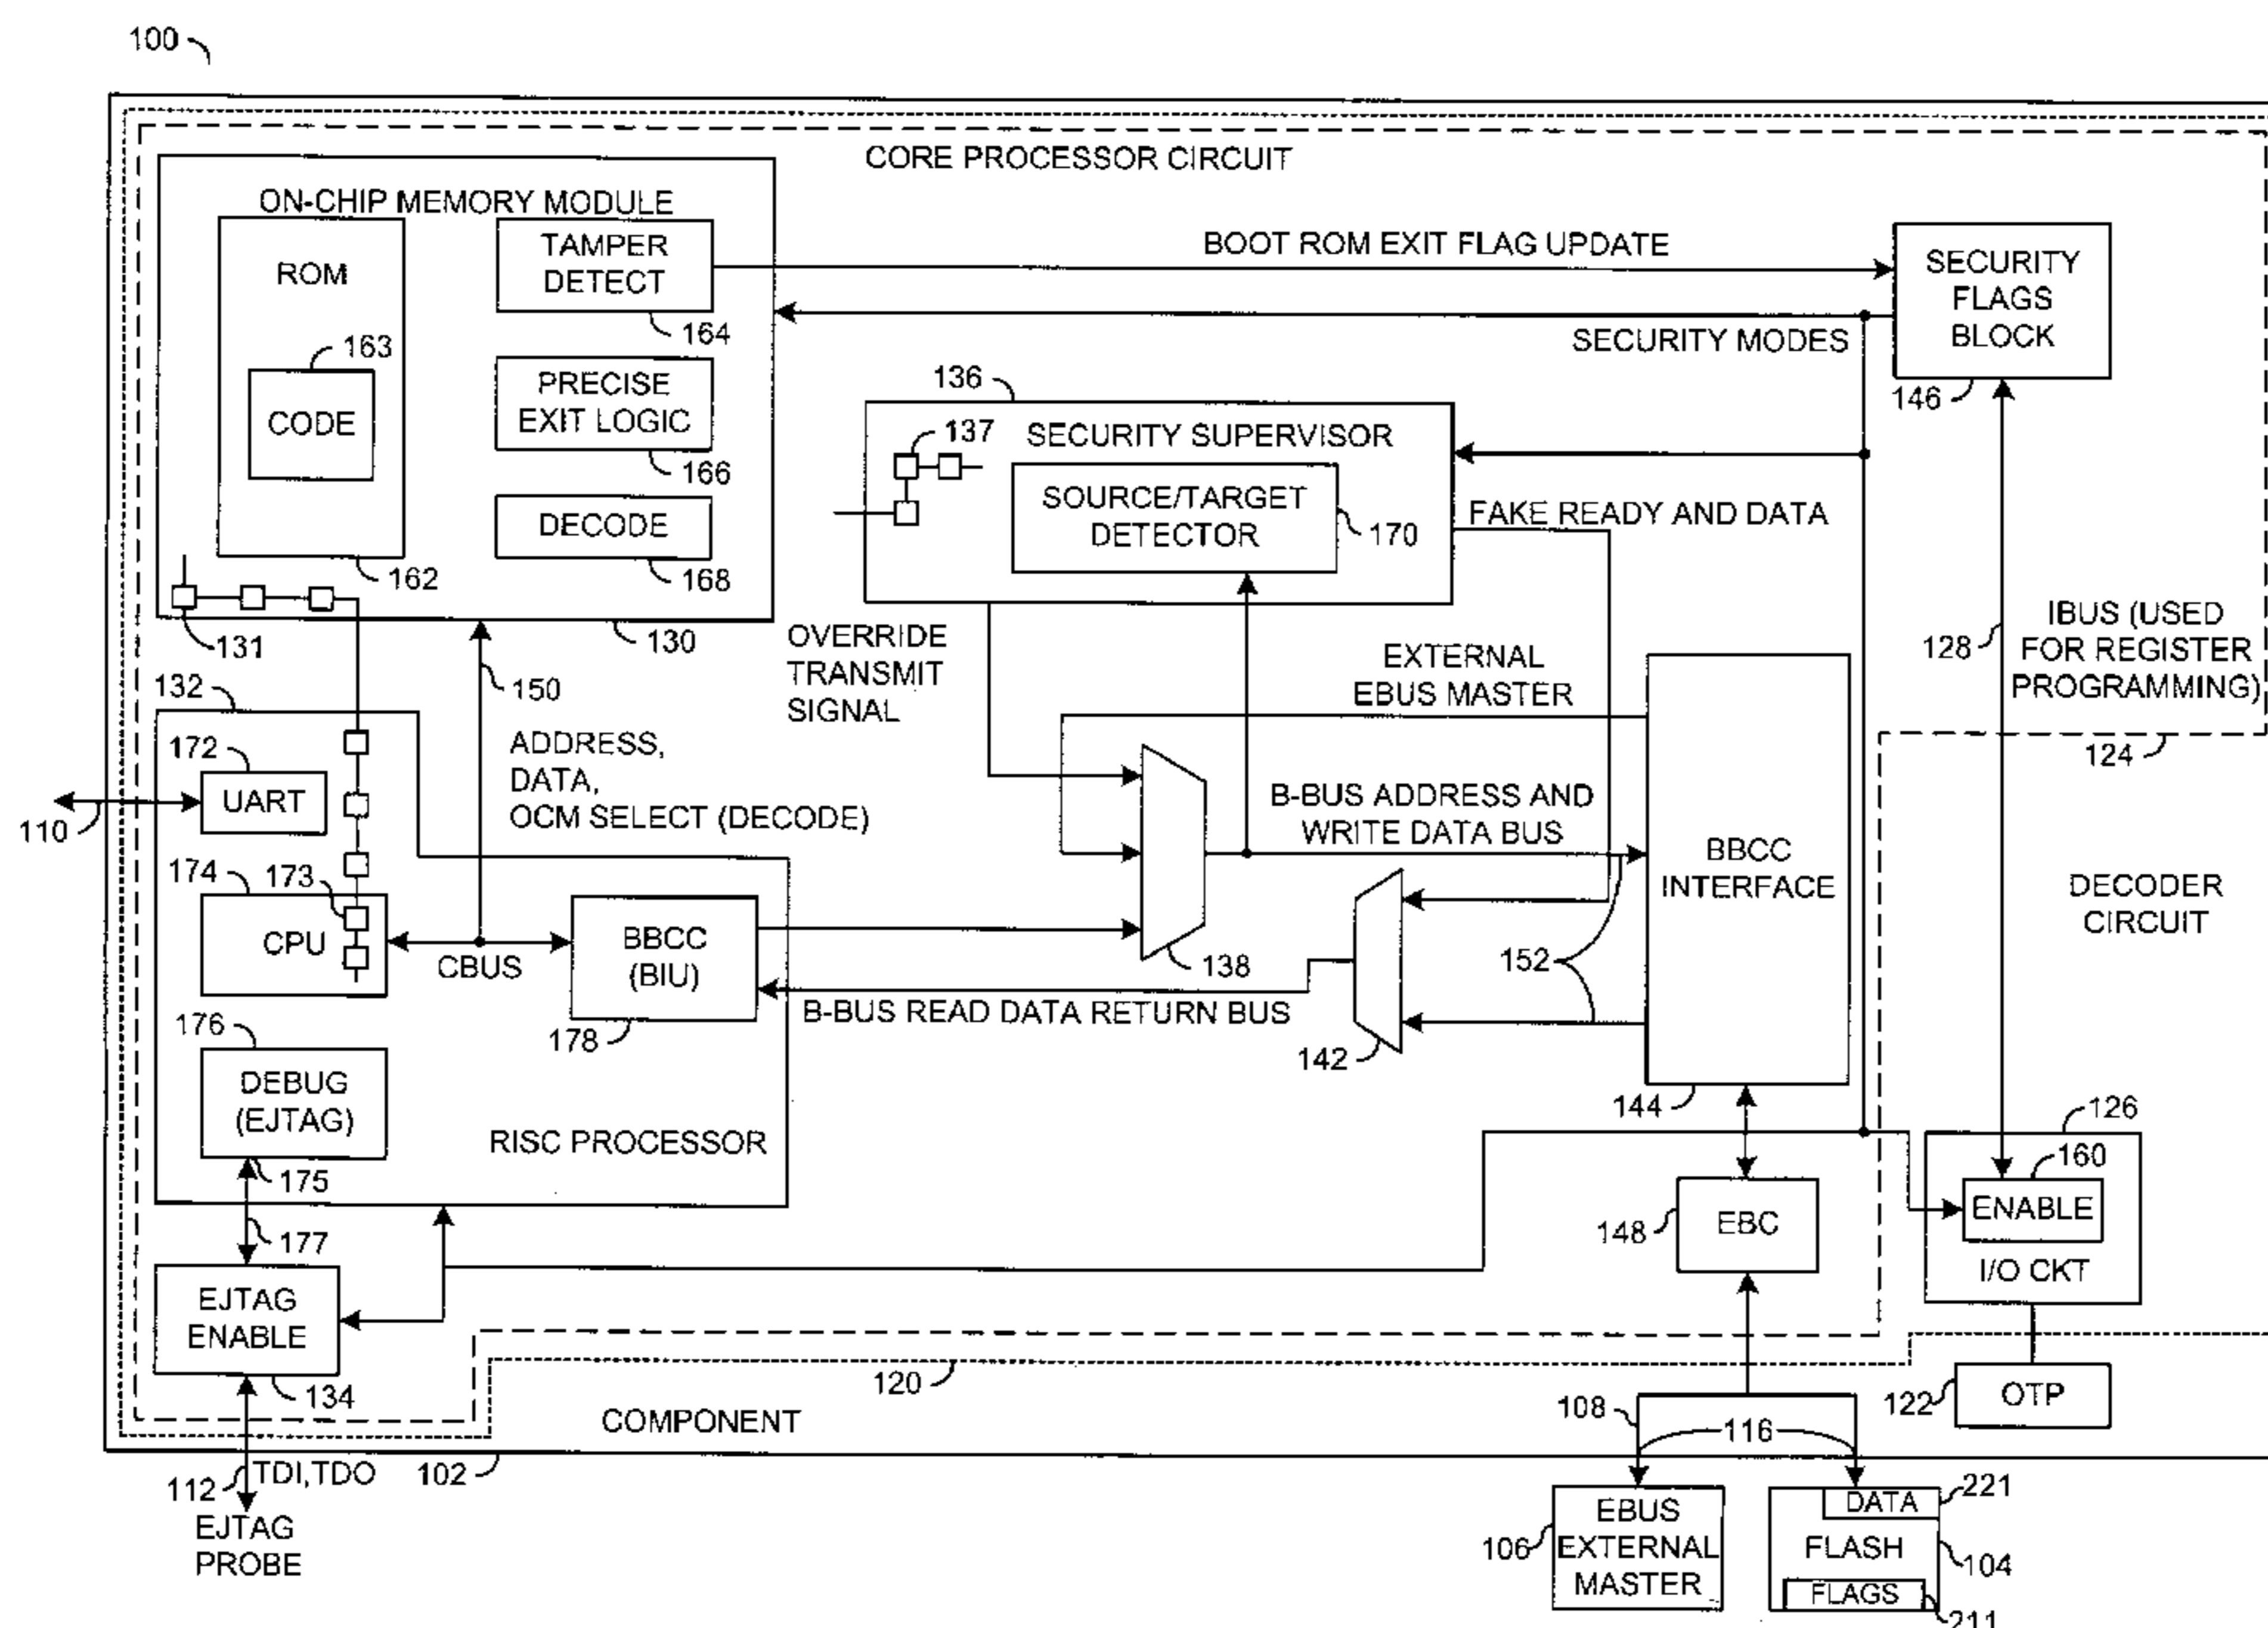 100
CORE PROCESSOR CIRCUIT
ON-CHIP MEMORY MODULE
ROM
163
CODE
162
TAMPER
DETECT
164
PRECISE
EXIT LOGIC
166
DECODE
168
131
130
BOOT ROM EXIT FLAG UPDATE
SECURITY MODES
SECURITY
FLAGS
BLOCK
146
136
137
SECURITY SUPERVISOR
SOURCE/TARGET
DETECTOR
170
FAKE READY AND DATA
OVERRIDE
TRANSMIT
SIGNAL
EXTERNAL
EBUS MASTER
128
IBUS (USED
FOR REGISTER
PROGRAMMING)
124
132
150
ADDRESS,
DATA,
OCM SELECT (DECODE)
172
UART
110
174
173
CPU
CBUS
BBCC
(BIU)
178
138
B-BUS ADDRESS AND
WRITE DATA BUS
BBCC
INTERFACE
152
142
144
B-BUS READ DATA RETURN BUS
DECODER
CIRCUIT
176
DEBUG
(EJTAG)
175
RISC PROCESSOR
177
EJTAG
ENABLE
134
148
EBC
126
160
ENABLE
I/O CKT
120
122
OTP
COMPONENT
108
116
112
TDI,TDO
102
EJTAG
PROBE
106
EBUS
EXTERNAL
MASTER
DATA
221
FLASH
104
FLAGS
211